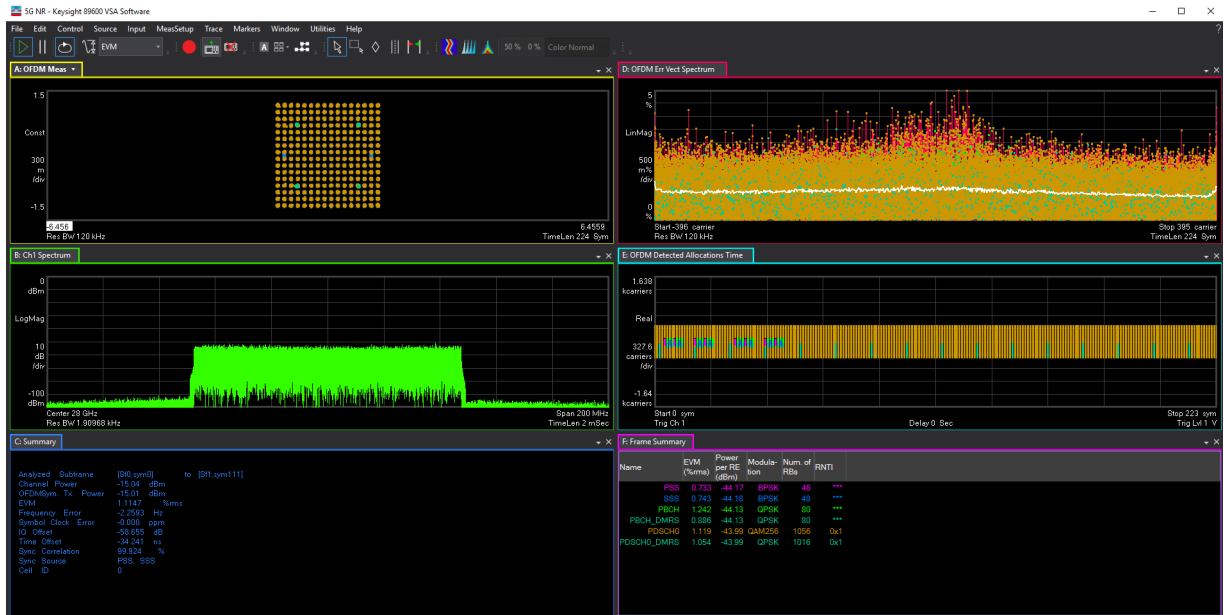 5G NR - Keysight 89600 VSA Software
File Edit Control Source Input MeasSetup Trace Markers Window Utilities Help
EVM
A
50 % 0 % Color Normal
A: OFDM Meas
1.5
Const
300
m
/div
-1.5
-6.456
6.4559
Res BW 120 kHz
TimeLen 224 Sym
D: OFDM Err Vect Spectrum
5
%
LinMag
500
m%
/div
0
%
Start -396 carrier
Stop 395 carrier
Res BW 120 kHz
TimeLen 224 Sym
B: Ch1 Spectrum
0
dBm
LogMag
10
dB
/div
-100
dBm
Center 28 GHz
Span 200 MHz
Res BW 1.90968 kHz
TimeLen 2 mSec
E: OFDM Detected Allocations Time
1.638
kcarriers
Real
327.6
carriers
/div
-1.64
kcarriers
Start 0 sym
Stop 223 sym
Trig Ch 1
Delay 0 Sec
Trig Lvl 1 V
C: Summary
Analyzed Subframe [Sf0,sym0] to [Sf1,sym111]
Channel Power -15.04 dBm
OFDMSym. Tx. Power -15.01 dBm
EVM 1.1147 %rms
Frequency Error -2.2593 Hz
Symbol Clock Error -0.000 ppm
IQ Offset -58.655 dB
Time Offset -34.241 ns
Sync Correlation 99.924 %
Sync Source PSS, SSS
Cell ID 0
F: Frame Summary
Name EVM (%rms) Power per RE (dBm) Modula-tion Num. of RBs RNTI
PSS 0.733 -44.17 BPSK 48 ***
SSS 0.743 -44.18 BPSK 48 ***
PBCH 1.242 -44.13 QPSK 80 ***
PBCH_DMRS 0.886 -44.13 QPSK 80 ***
PDSCH0 1.119 -43.99 QAM256 1056 0x1
PDSCH0_DMRS 1.054 -43.99 QPSK 1016 0x1